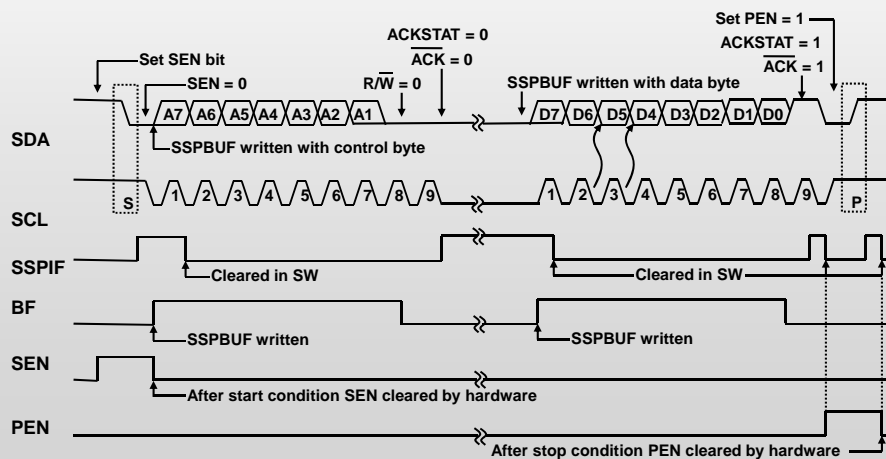 Set PEN = 1
ACKSTAT = 0
ACKSTAT = 1
Set SEN bit
ACK = 0
ACK = 1
SEN = 0
R/W = 0
SSPBUF written with data byte
A7 A6 A5 A4 A3 A2 A1
D7 D6 D5 D4 D3 D2 D1 D0
SDA
SSPBUF written with control byte
S 1 2 3 4 5 6 7 8 9
1 2 3 4 5 6 7 8 9 P
SCL
SSPIF
Cleared in SW
Cleared in SW
BF
SSPBUF written
SSPBUF written
SEN
After start condition SEN cleared by hardware
PEN
After stop condition PEN cleared by hardware